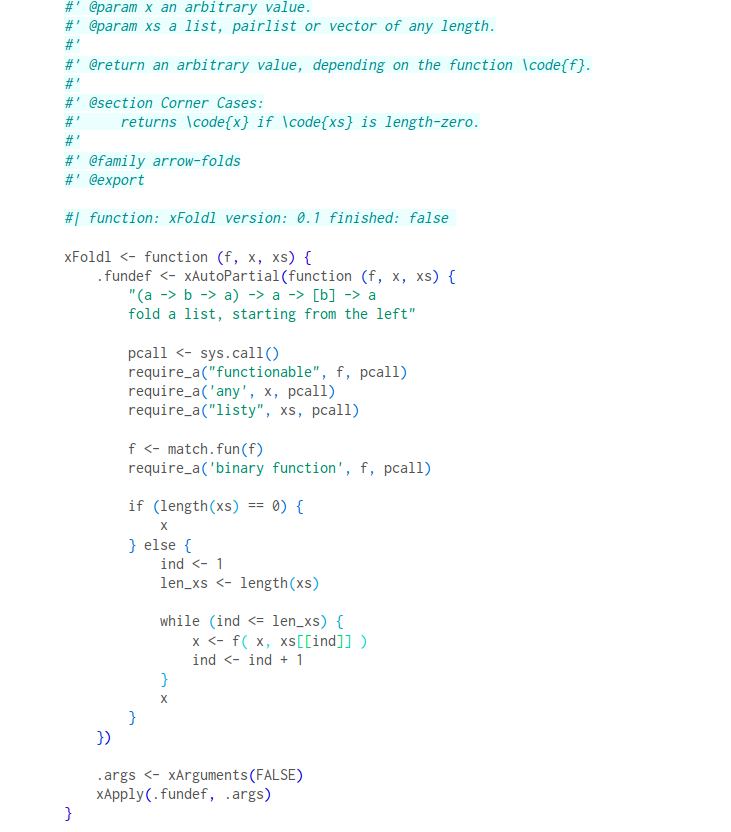 #' @param x an arbitrary value.
#' @param xs a list, pairlist or vector of any length.
#'
#' @return an arbitrary value, depending on the function \code{f}.
#'
#' @section Corner Cases:
#'     returns \code{x} if \code{xs} is length-zero.
#'
#' @family arrow-folds
#' @export

#| function: xFoldl version: 0.1 finished: false

xFoldl <- function (f, x, xs) {
    .fundef <- xAutoPartial(function (f, x, xs) {
        "(a -> b -> a) -> a -> [b] -> a
        fold a list, starting from the left"

        pcall <- sys.call()
        require_a("functionable", f, pcall)
        require_a('any', x, pcall)
        require_a("listy", xs, pcall)

        f <- match.fun(f)
        require_a('binary function', f, pcall)

        if (length(xs) == 0) {
            x
        } else {
            ind <- 1
            len_xs <- length(xs)

            while (ind <= len_xs) {
                x <- f( x, xs[[ind]] )
                ind <- ind + 1
            }
            x
        }
    })

    .args <- xArguments(FALSE)
    xApply(.fundef, .args)
}